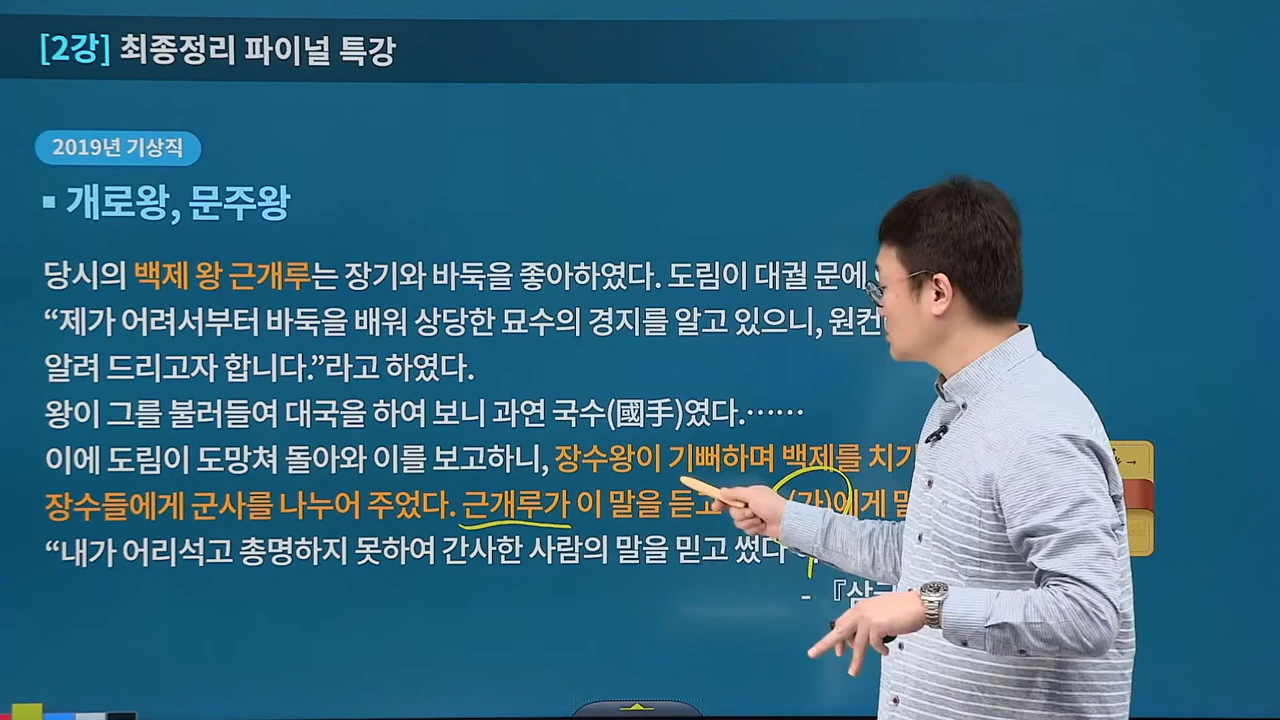 [2강] 최종정리 파이널 특강
2019년 기상직
▪ 개로왕, 문주왕
당시의 백제 왕 근개루는 장기와 바둑을 좋아하였다. 도림이 대궐 문에
“제가 어려서부터 바둑을 배워 상당한 묘수의 경지를 알고 있으니, 원컨
알려 드리고자 합니다.”라고 하였다.
왕이 그를 불러들여 대국을 하여 보니 과연 국수(國手)였다.……
이에 도림이 도망쳐 돌아와 이를 보고하니, 장수왕이 기뻐하며 백제를 치기
장수들에게 군사를 나누어 주었다. 근개루가 이 말을 듣고 (가)에게
“내가 어리석고 총명하지 못하여 간사한 사람의 말을 믿고 썼다
- 『삼